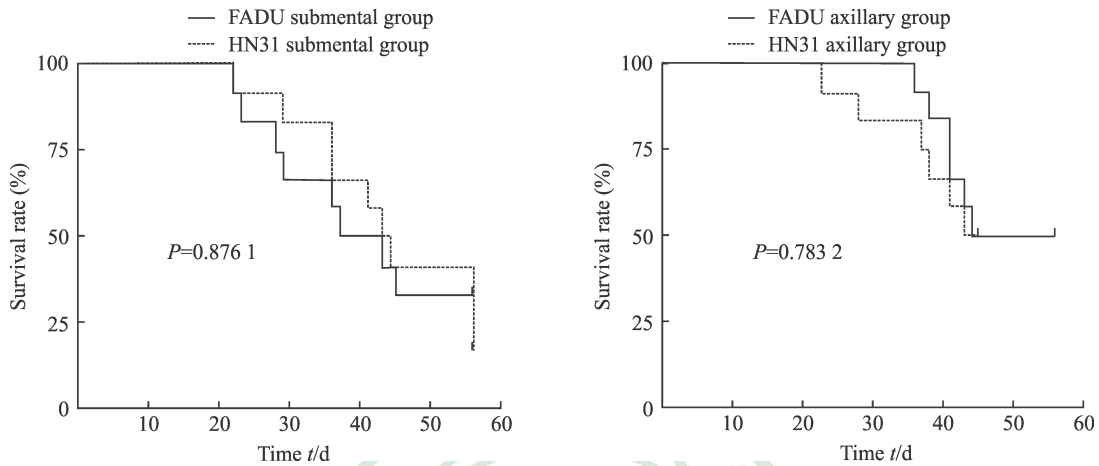 FADU submental group
HN31 submental group
100
75
50
25
0
10 20 30 40 50 60
Survival rate (%)
Time t/d
P=0.876 1
FADU axillary group
HN31 axillary group
100
75
50
25
0
10 20 30 40 50 60
Survival rate (%)
Time t/d
P=0.783 2